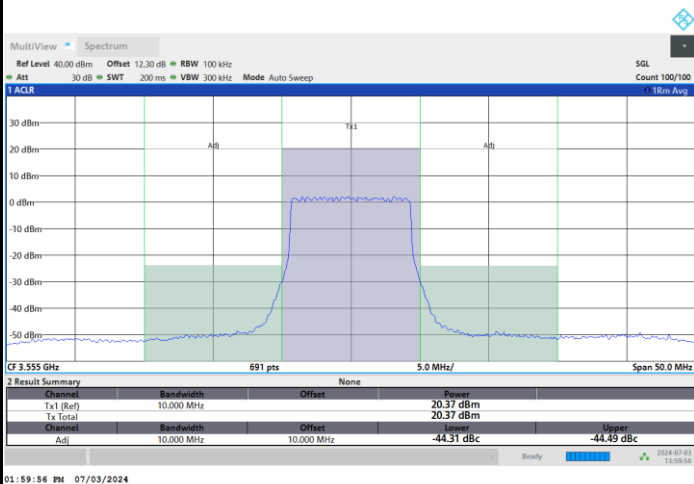 MultiView Spectrum
Ref Level 40.00 dBm Offset 12.30 dB RBW 100 kHz SGL
Att 30 dB SWT 200 ms VBW 300 kHz Mode Auto Sweep Count 100/100
1 ACLR 1Rm Avg
Tx1
30 dBm
Adj Adj
20 dBm
10 dBm
0 dBm
-10 dBm
-20 dBm
-30 dBm
-40 dBm
-50 dBm
CF 3.555 GHz 691 pts 5.0 MHz/ Span 50.0 MHz
2 Result Summary None
Channel Bandwidth Offset Power
Tx1 (Ref) 10.000 MHz 20.37 dBm
Tx Total 20.37 dBm
Channel Bandwidth Offset Lower Upper
Adj 10.000 MHz 10.000 MHz -44.31 dBc -44.49 dBc
Ready 2024-07-03
13:59:56
01:59:56 PM 07/03/2024